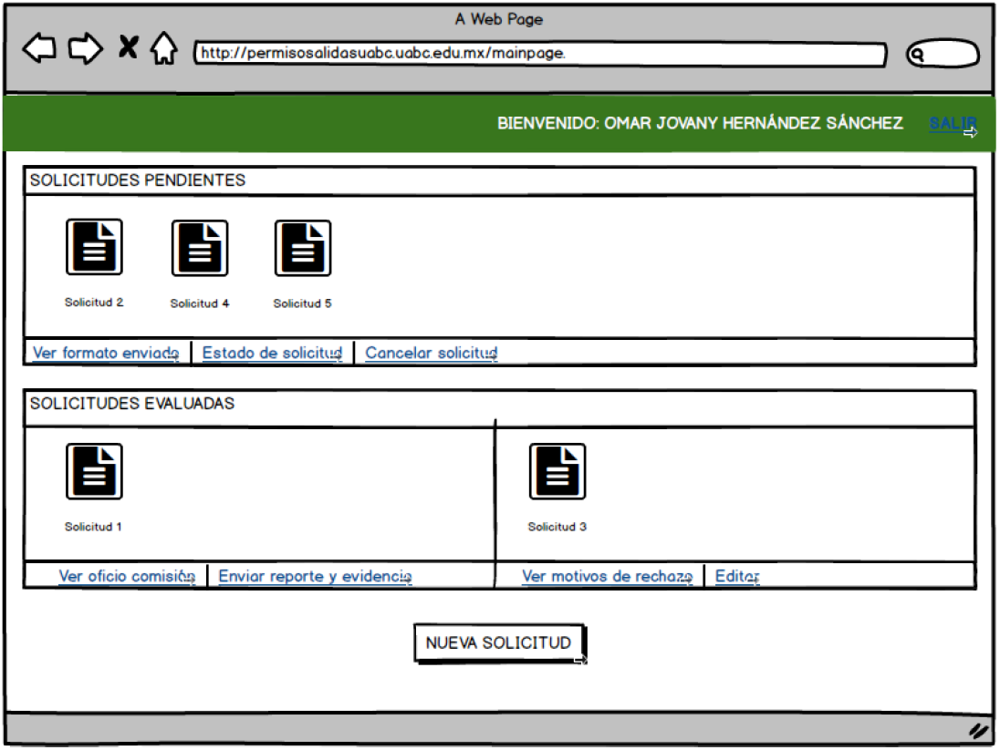 A Web Page
http://permisosalidasuabc.uabc.edu.mx/mainpage.
BIENVENIDO: OMAR JOVANY HERNÁNDEZ SÁNCHEZ SALIR
SOLICITUDES PENDIENTES
Solicitud 2 Solicitud 4 Solicitud 5
Ver formato enviado Estado de solicitud Cancelar solicitud
SOLICITUDES EVALUADAS
Solicitud 1 Solicitud 3
Ver oficio comisión Enviar reporte y evidencia Ver motivos de rechazo Editar
NUEVA SOLICITUD